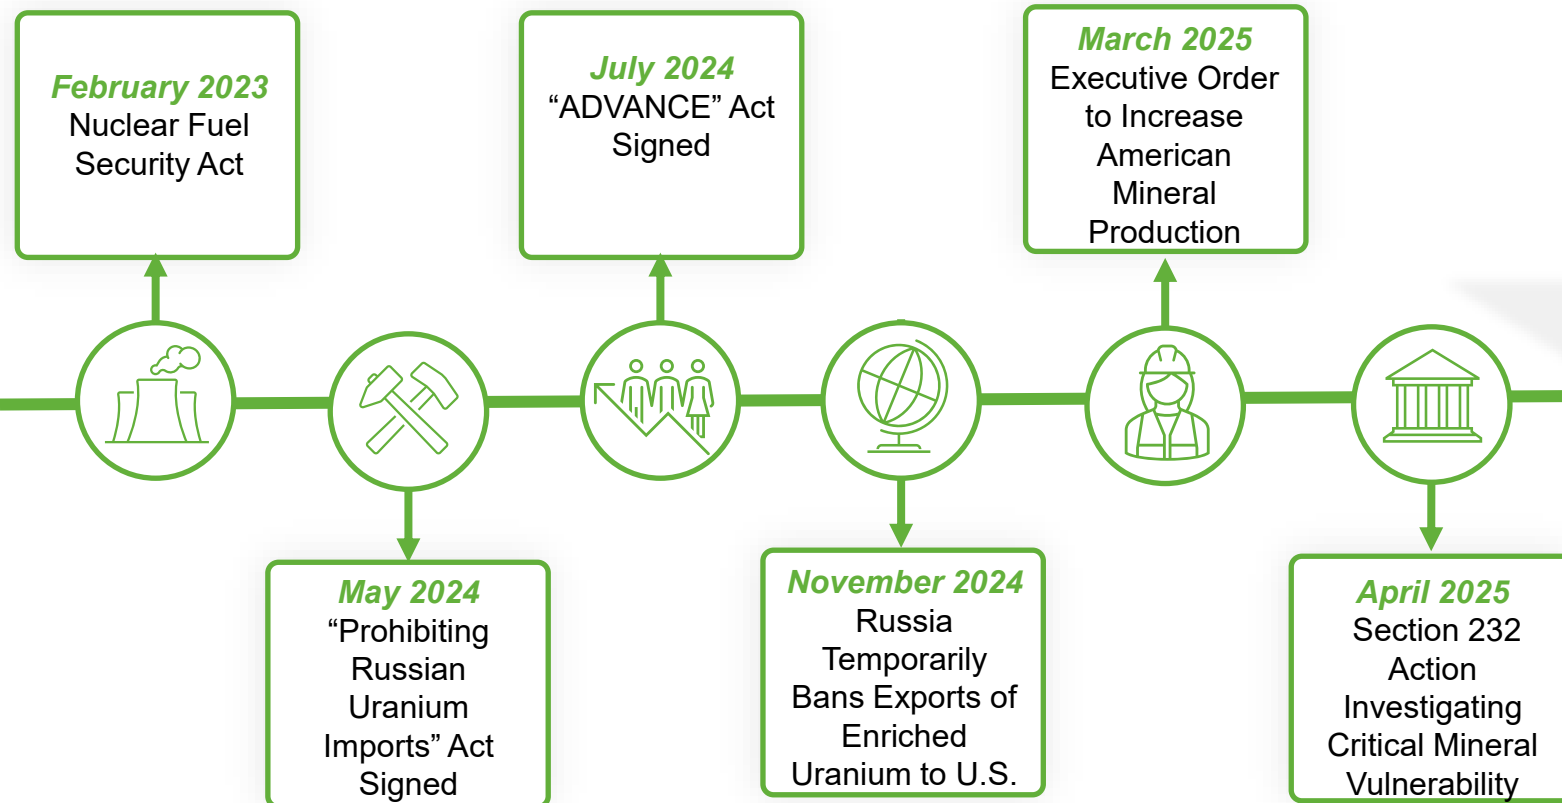 February 2023
Nuclear Fuel
Security Act
May 2024
“Prohibiting
Russian
Uranium
Imports” Act
Signed
July 2024
“ADVANCE” Act
Signed
November 2024
Russia
Temporarily
Bans Exports of
Enriched
Uranium to U.S.
March 2025
Executive Order
to Increase
American
Mineral
Production
April 2025
Section 232
Action
Investigating
Critical Mineral
Vulnerability